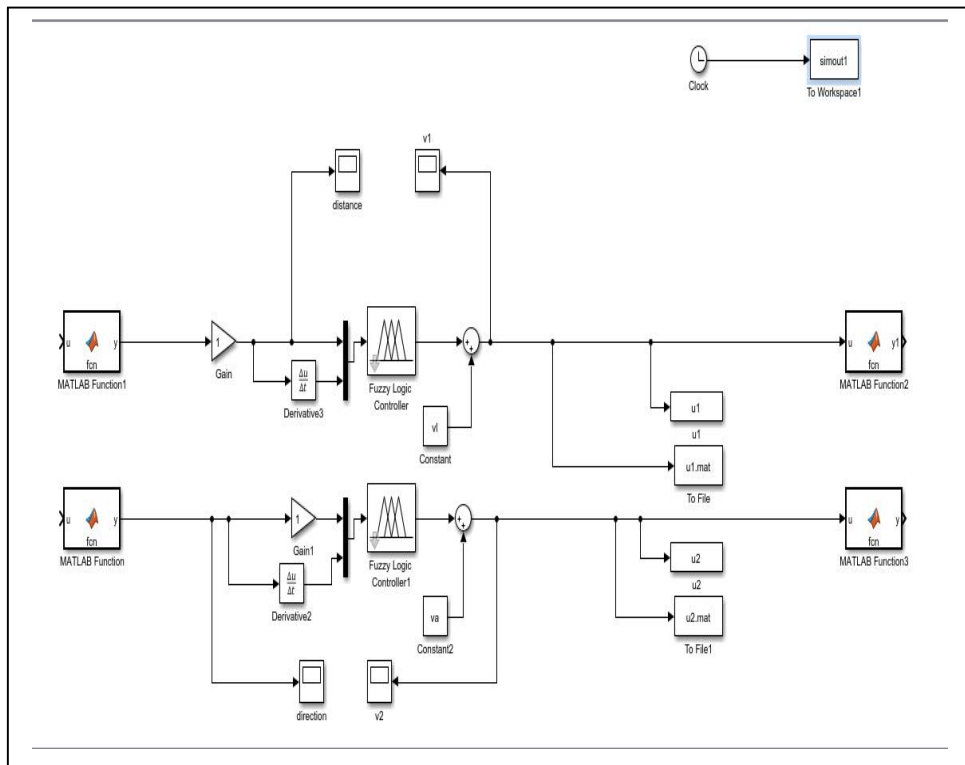 simout1
Clock
To Workspace1
v1
distance
u
y
fcn
MATLAB Function1
1
Gain
Δu
Δt
Derivative3
Fuzzy Logic
Controller
+
+
vl
Constant
u
y1
fcn
MATLAB Function2
u1
u1
u1.mat
To File
u
y
fcn
MATLAB Function
1
Gain1
Δu
Δt
Derivative2
Fuzzy Logic
Controller1
+
+
va
Constant2
u
y
fcn
MATLAB Function3
u2
u2
u2.mat
To File1
direction
v2